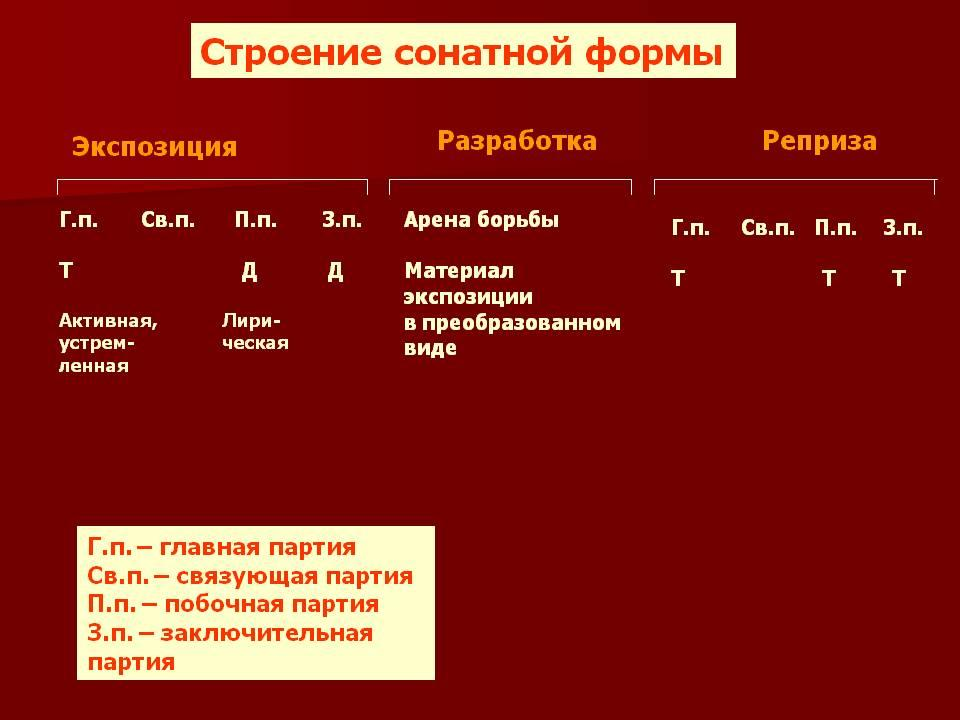 Строение сонатной формы
Экспозиция
Г.п. Св.п. П.п. З.п.
Т Д Д
Активная,
устрем-
ленная
Лири-
ческая
Разработка
Арена борьбы
Материал
экспозиции
в преобразованном
виде
Реприза
Г.п. Св.п. П.п. З.п.
Т Т Т
Г.п. – главная партия
Св.п. – связующая партия
П.п. – побочная партия
З.п. – заключительная
партия